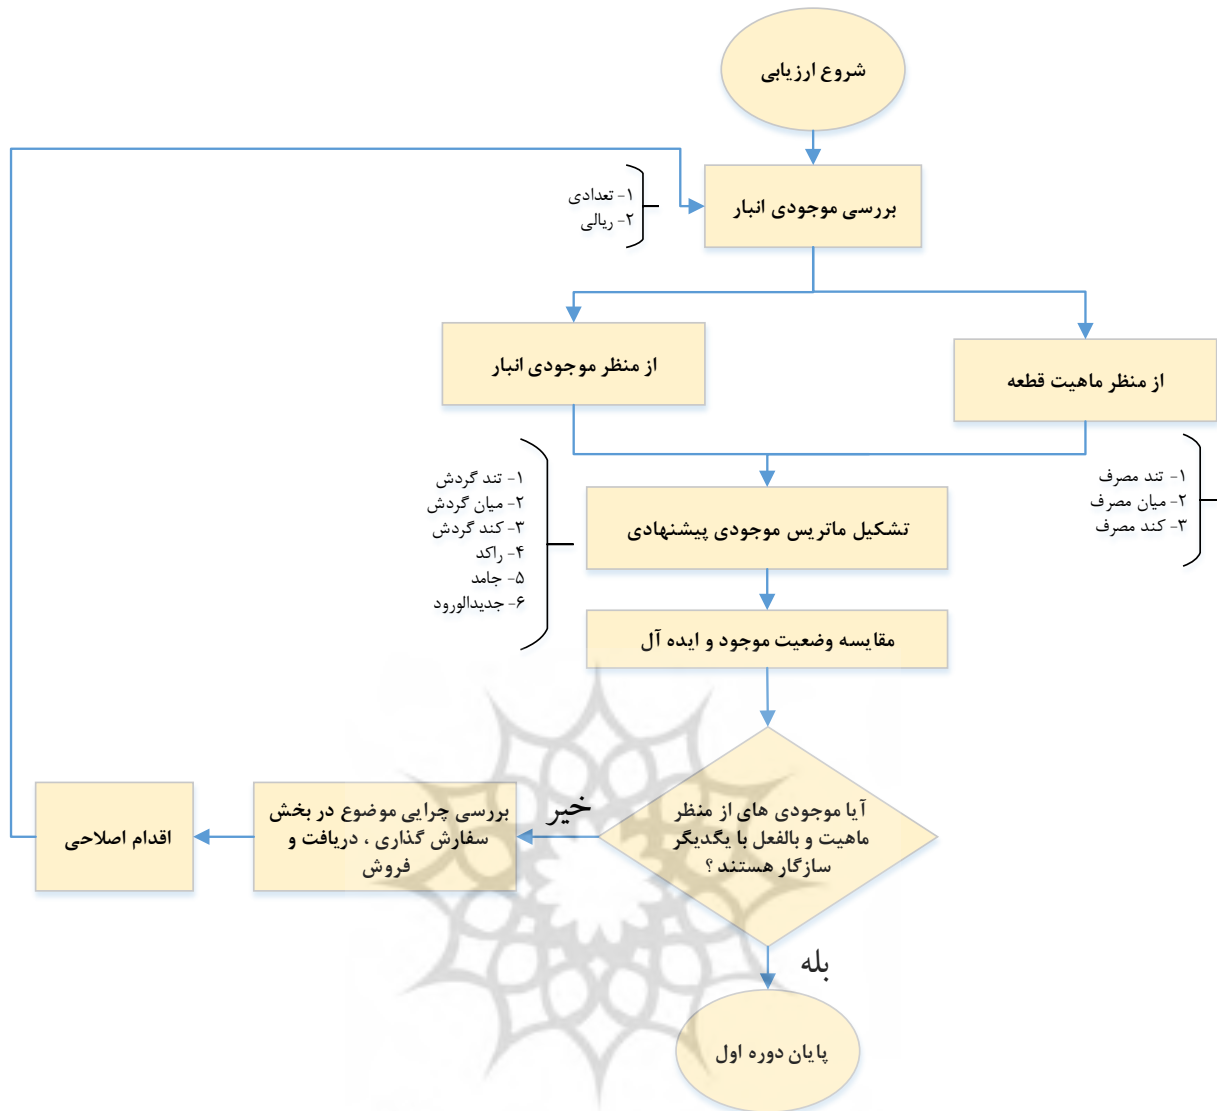 شروع ارزیابی
بررسی موجودی انبار
۱- تعدادی
۲- ریالی
از منظر ماهیت قطعه
از منظر موجودی انبار
۱- تند مصرف
۲- میان مصرف
۳- کند مصرف
۱- تند گردش
۲- میان گردش
۳- کند گردش
۴- راکد
۵- جامد
۶- جدیدالورود
تشکیل ماتریس موجودی پیشنهادی
مقایسه وضعیت موجود و ایده آل
آیا موجودی های از منظر
ماهیت و بالفعل با یگدیگر
سازگار هستند ؟
خیر
بررسی چرایی موضوع در بخش
سفارش گذاری ، دریافت و
فروش
اقدام اصلاحی
بله
پایان دوره اول